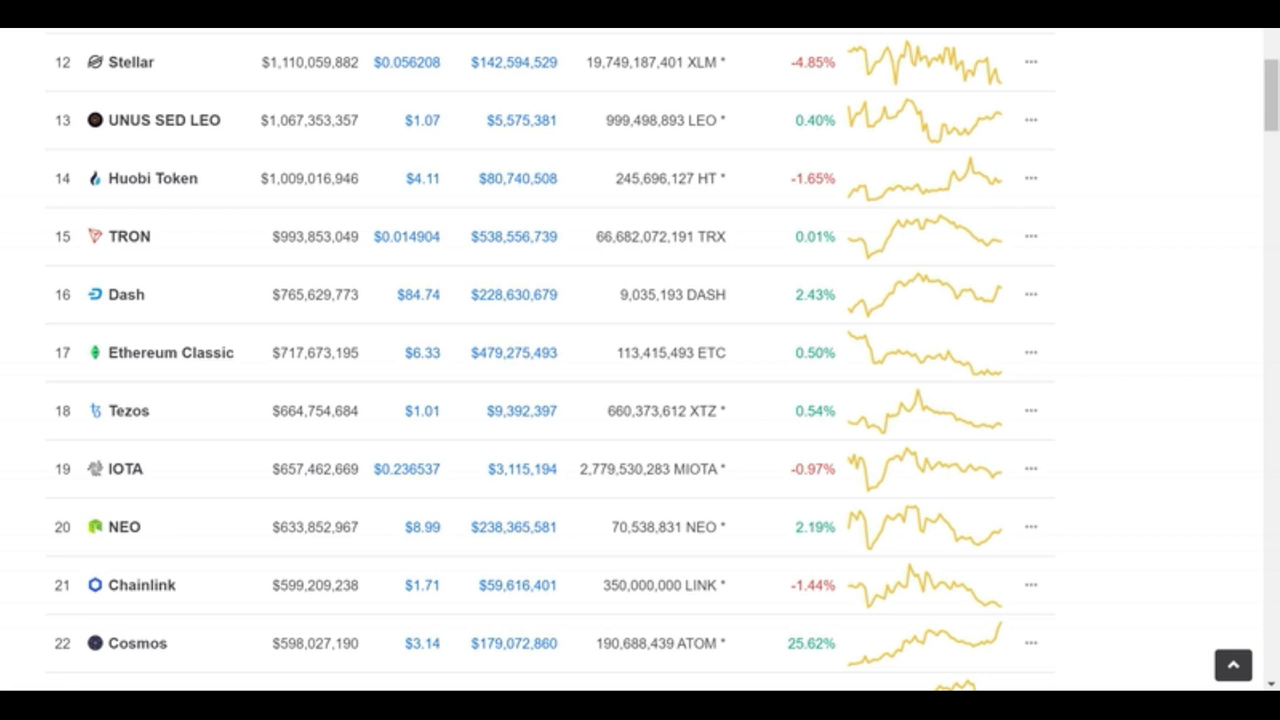 12 Stellar $1,110,059,882 $0.056208 $142,594,529 19,749,187,401 XLM * -4.85% ...
13 UNUS SED LEO $1,067,353,357 $1.07 $5,575,381 999,498,893 LEO * 0.40% ...
14 Huobi Token $1,009,016,946 $4.11 $80,740,508 245,696,127 HT * -1.65% ...
15 TRON $993,853,049 $0.014904 $538,556,739 66,682,072,191 TRX 0.01% ...
16 Dash $765,629,773 $84.74 $228,630,679 9,035,193 DASH 2.43% ...
17 Ethereum Classic $717,673,195 $6.33 $479,275,493 113,415,493 ETC 0.50% ...
18 Tezos $664,754,684 $1.01 $9,392,397 660,373,612 XTZ * 0.54% ...
19 IOTA $657,462,669 $0.236537 $3,115,194 2,779,530,283 MIOTA * -0.97% ...
20 NEO $633,852,967 $8.99 $238,365,581 70,538,831 NEO * 2.19% ...
21 Chainlink $599,209,238 $1.71 $59,616,401 350,000,000 LINK * -1.44% ...
22 Cosmos $598,027,190 $3.14 $179,072,860 190,688,439 ATOM * 25.62% ...